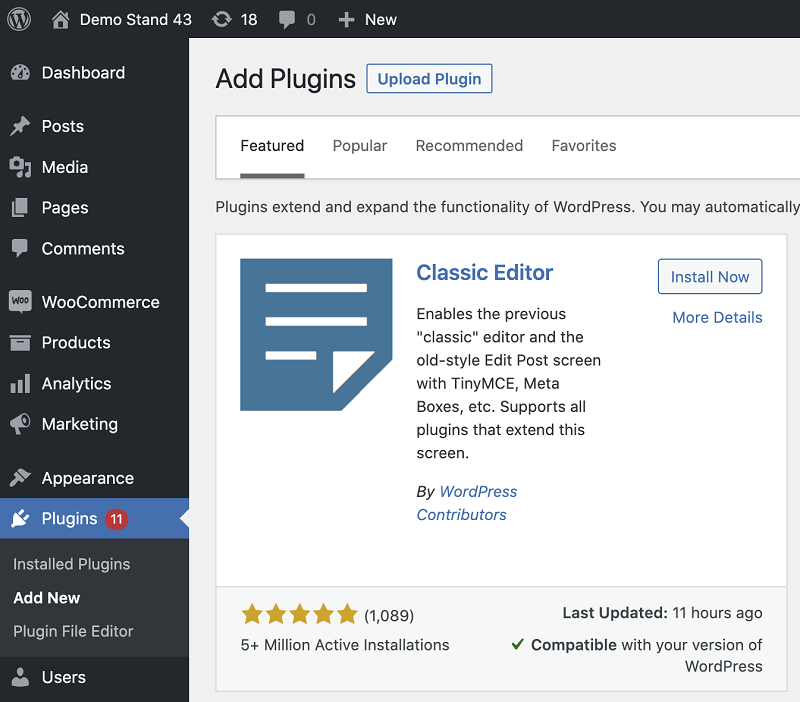 Demo Stand 43 18 0 New
Dashboard
Posts
Media
Pages
Comments
WOO WooCommerce
Products
Analytics
Marketing
Appearance
Plugins 11
Installed Plugins
Add New
Plugin File Editor
Users
Add Plugins Upload Plugin
Featured Popular Recommended Favorites
Plugins extend and expand the functionality of WordPress. You may automatically
Classic Editor
Install Now
More Details
Enables the previous
"classic" editor and the
old-style Edit Post screen
with TinyMCE, Meta
Boxes, etc. Supports all
plugins that extend this
screen.
By WordPress
Contributors
(1,089)
5+ Million Active Installations
Last Updated: 11 hours ago
Compatible with your version of
WordPress